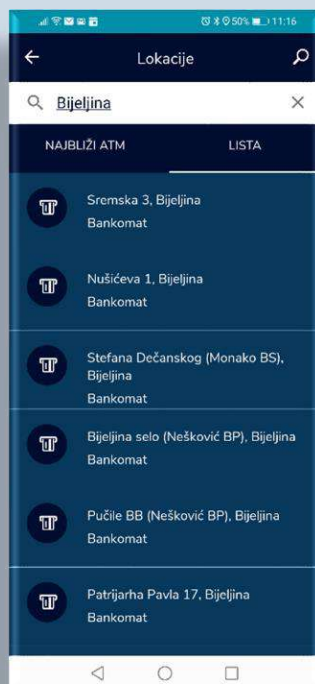 50% 11:16
Lokacije
Bijeljina
NAJBLIŽI ATM LISTA
Sremska 3, Bijeljina
Bankomat
Nušićeva 1, Bijeljina
Bankomat
Stefana Dečanskog (Monako BS),
Bijeljina
Bankomat
Bijeljina selo (Nešković BP), Bijeljina
Bankomat
Pučile BB (Nešković BP), Bijeljina
Bankomat
Patrijarha Pavla 17, Bijeljina
Bankomat